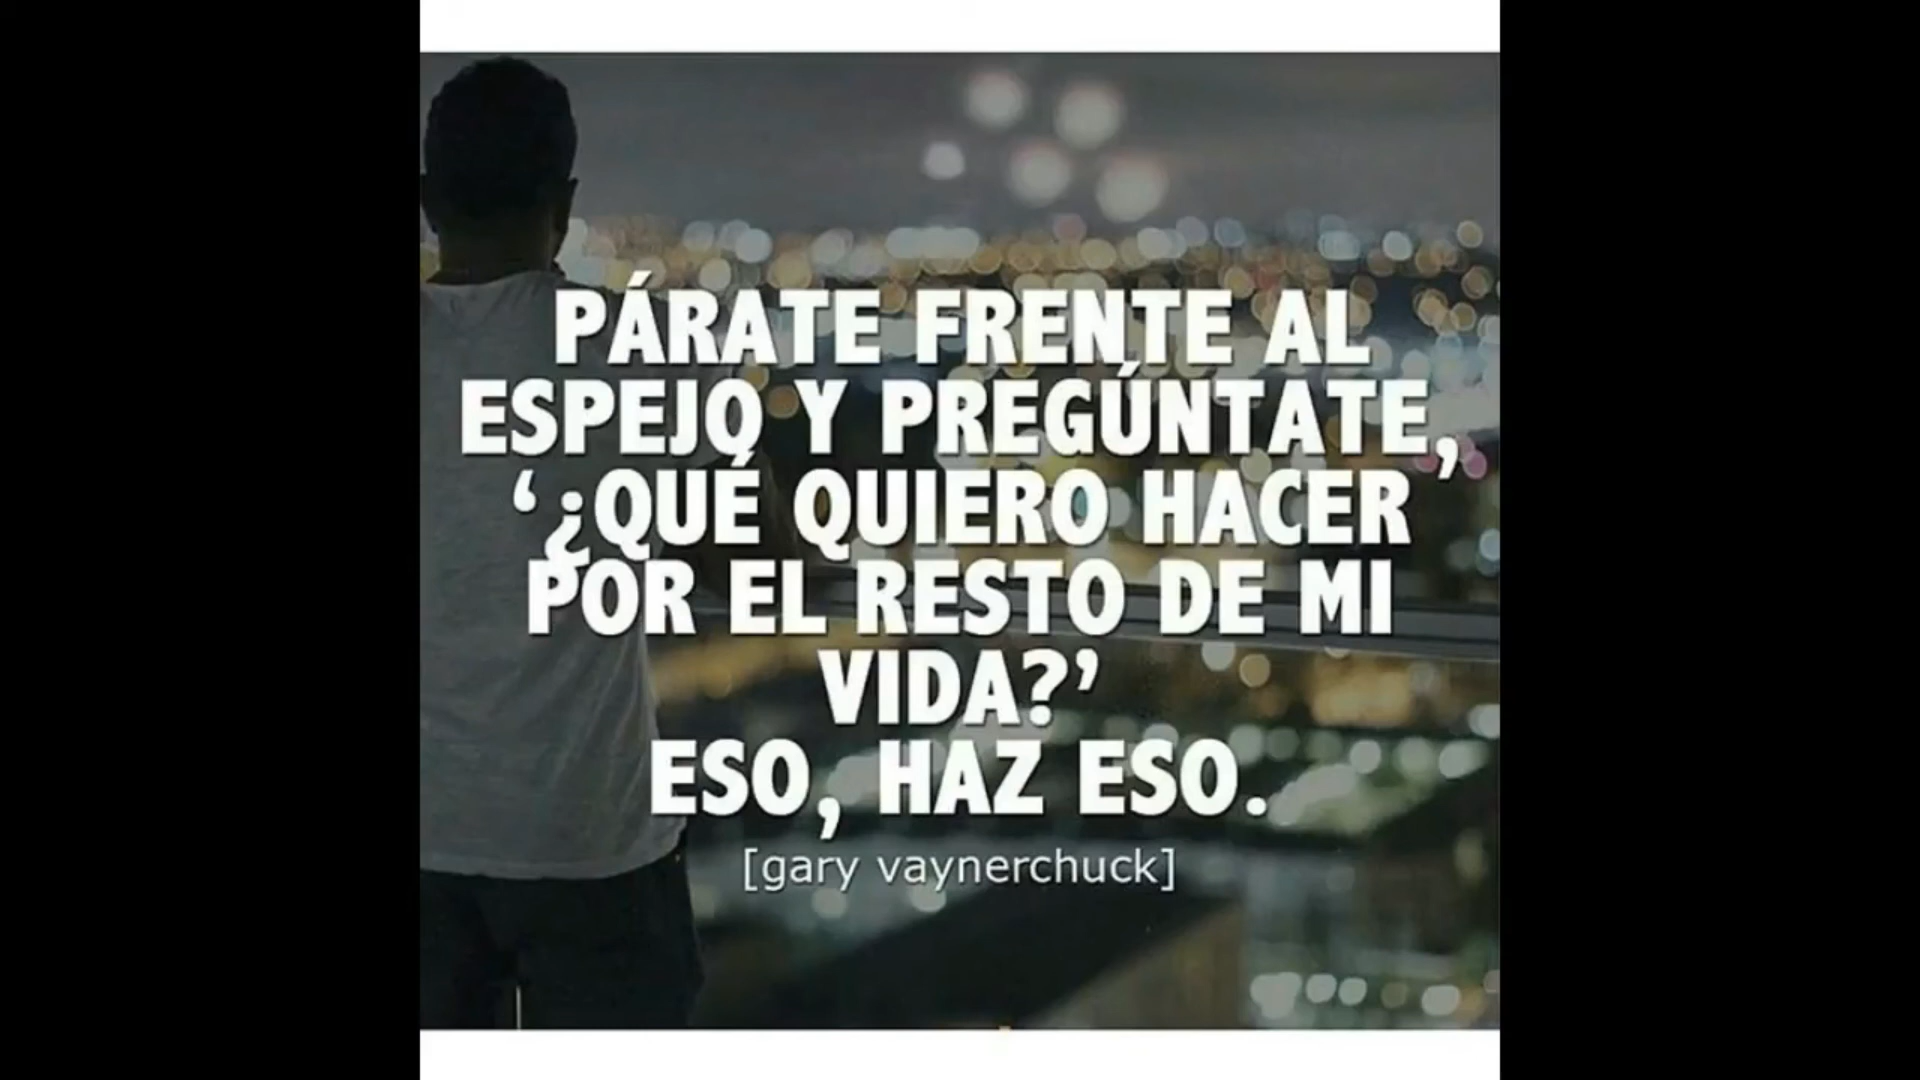 PÁRATE FRENTE AL
ESPEJO Y PREGÚNTATE,
‘¿QUÉ QUIERO HACER
POR EL RESTO DE MI
VIDA?’
ESO, HAZ ESO.
[gary vaynerchuck]